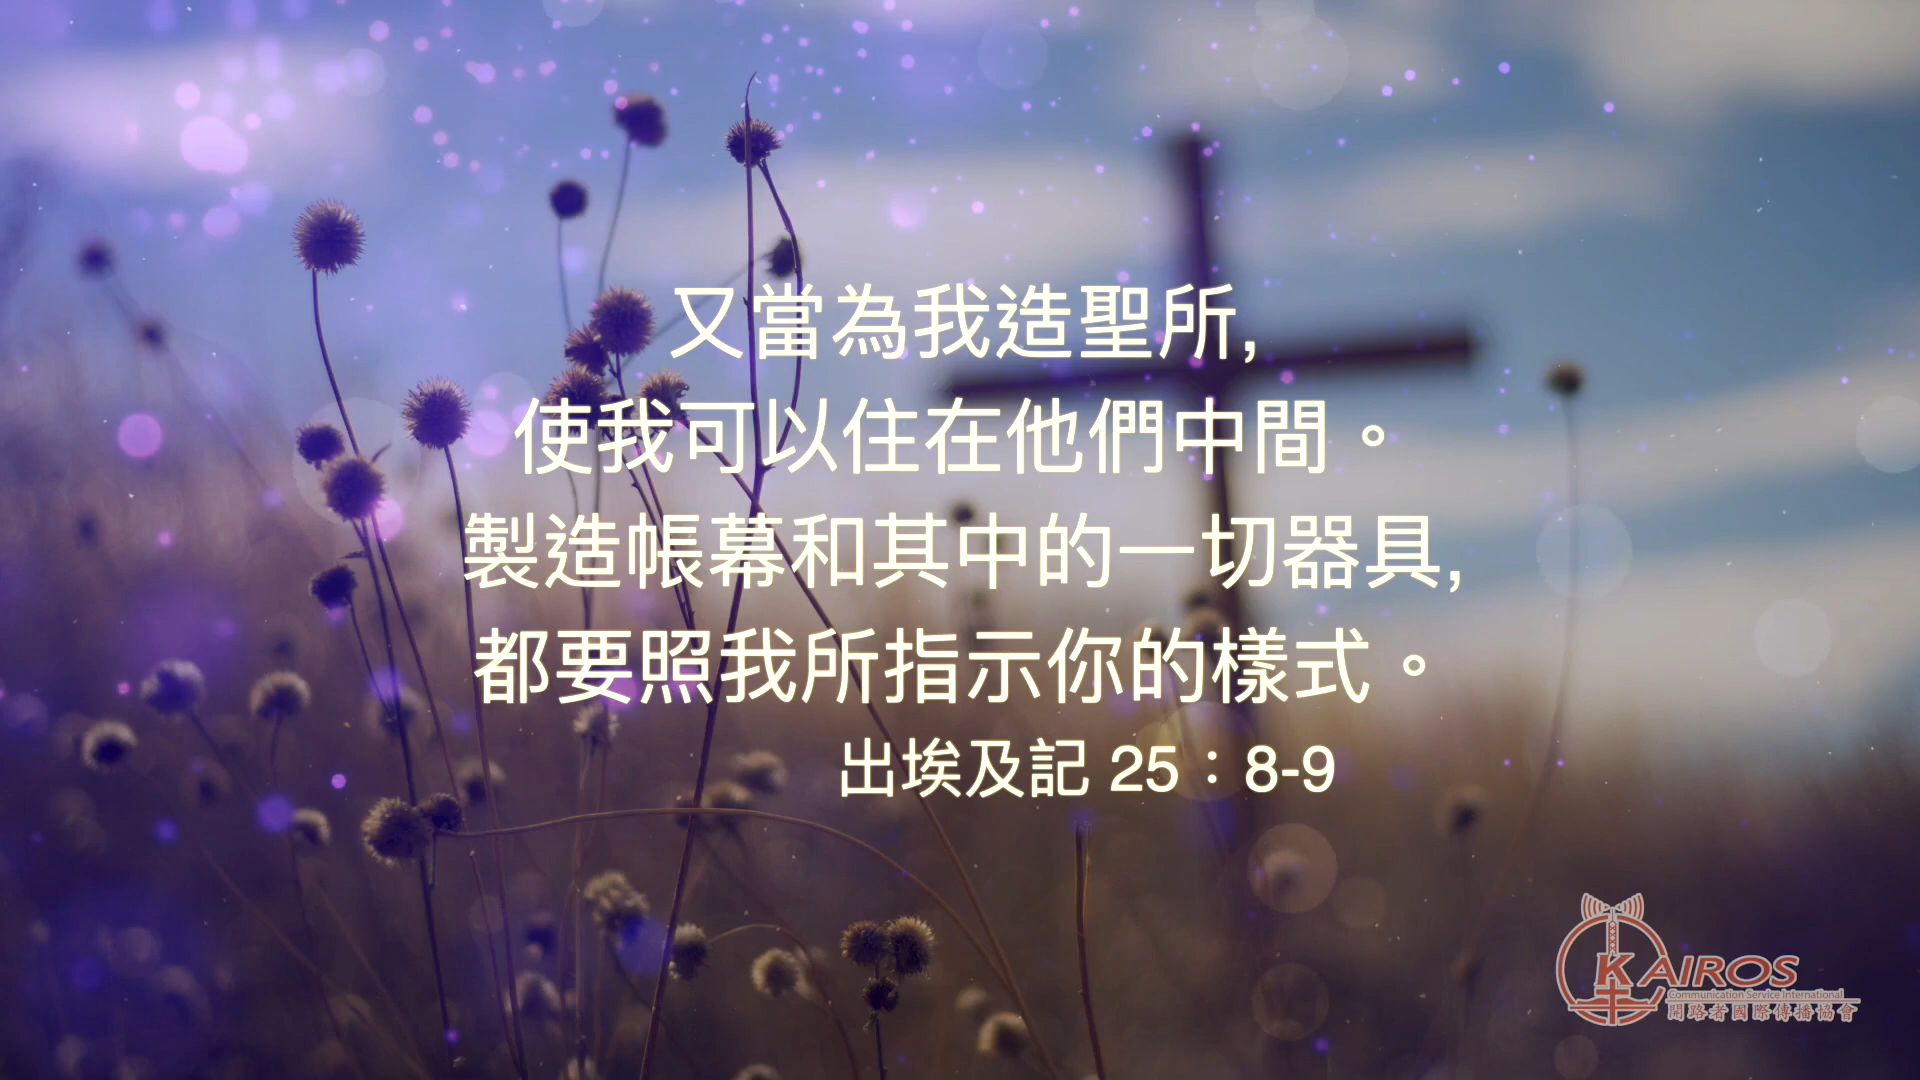 又當為我造聖所,
使我可以住在他們中間。
製造帳幕和其中的一切器具,
都要照我所指示你的樣式。
出埃及記 25：8-9
KAIROS
Communication Service International
開路者國際傳播協會